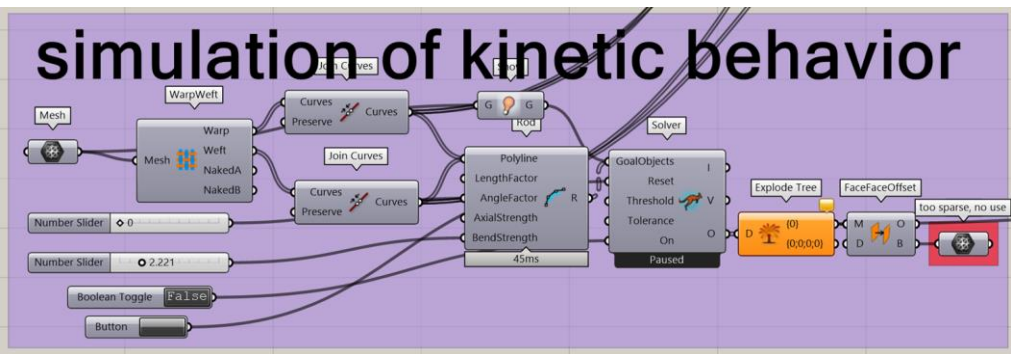 simulation of kinetic behavior
Mesh
WarpWeft
Mesh
Warp
Weft
NakedA
NakedB
Join Curves
Curves
Preserve
Curves
Join Curves
Curves
Preserve
Curves
Show
G G
Rod
Polyline
LengthFactor
AngleFactor
AxialStrength
BendStrength
R
45ms
Solver
GoalObjects
Reset
Threshold
Tolerance
On
I
V
O
Paused
Explode Tree
D
{0}
{0;0;0;0}
FaceFaceOffset
M O
D B
too sparse, no use
Number Slider 0
Number Slider 2.221
Boolean Toggle False
Button